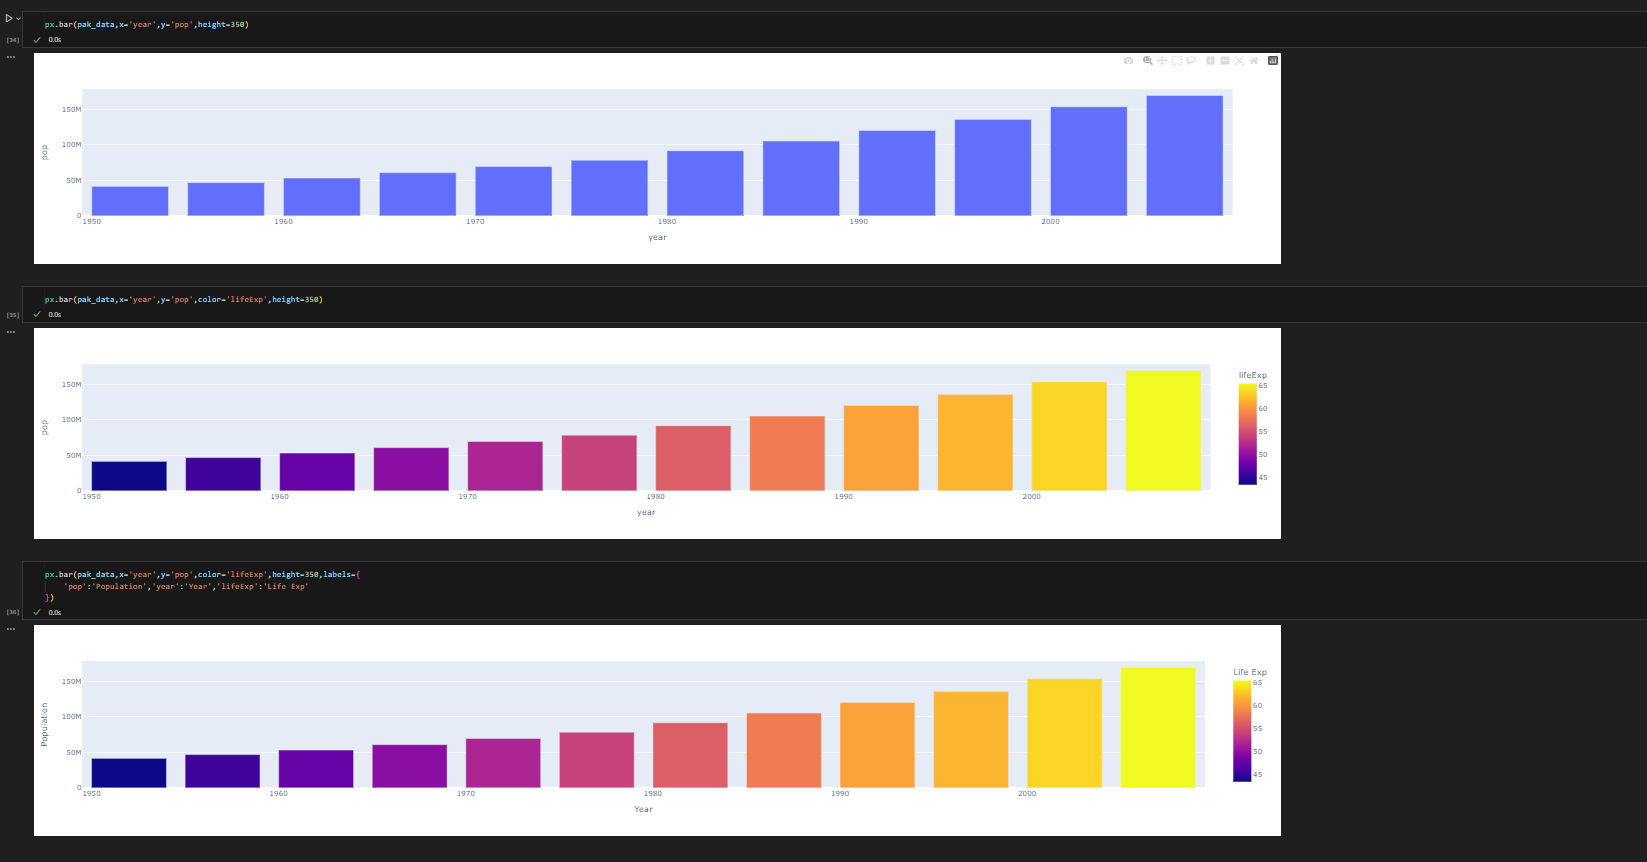 px.bar(pak_data,x='year',y='pop',height=350)
[34]
0.0s
150M
100M
50M
0
pop
1950
1960
1970
1980
1990
2000
year
px.bar(pak_data,x='year',y='pop',color='lifeExp',height=350)
[35]
0.0s
150M
100M
50M
0
pop
1950
1960
1970
1980
1990
2000
year
lifeExp
65
60
55
50
45
px.bar(pak_data,x='year',y='pop',color='lifeExp',height=350,labels={
'pop':'Population','year':'Year','lifeExp':'Life Exp'
})
[36]
0.0s
150M
100M
50M
0
Population
1950
1960
1970
1980
1990
2000
Year
Life Exp
65
60
55
50
45